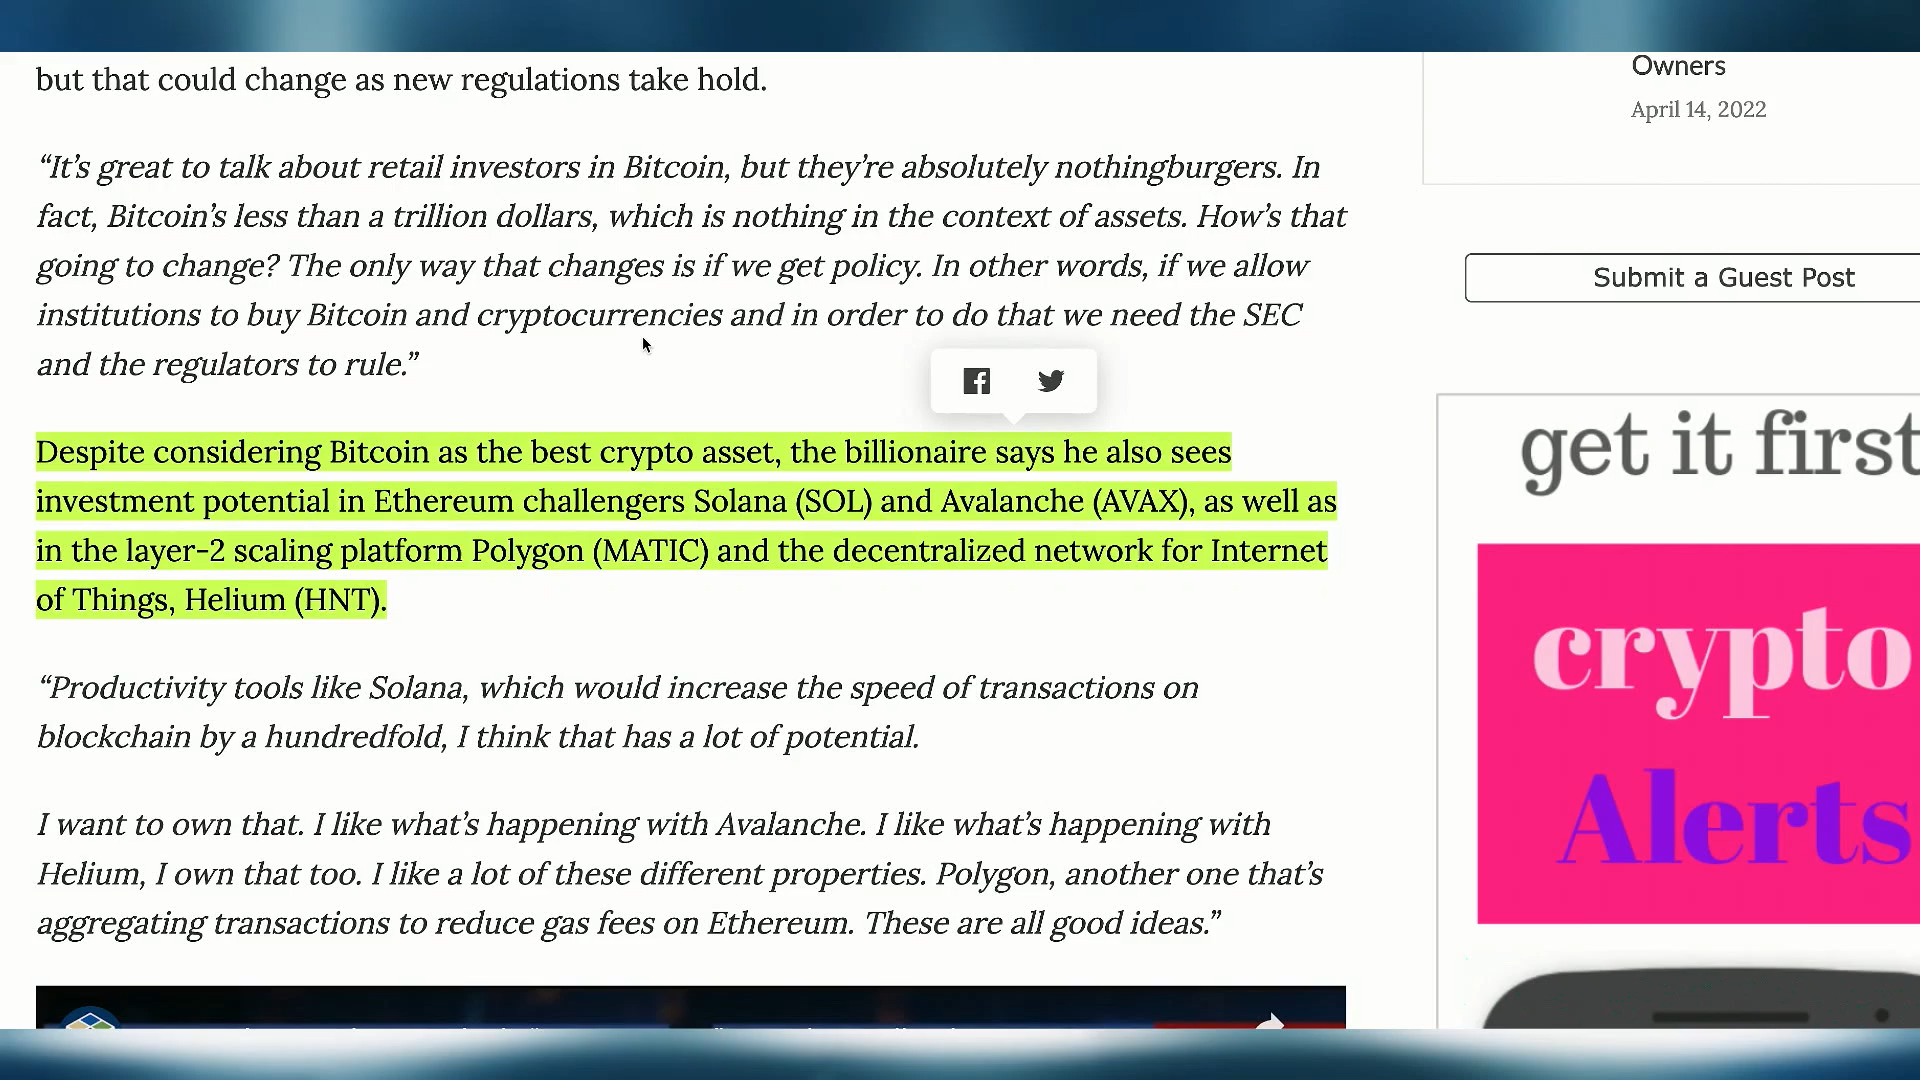 but that could change as new regulations take hold.
“It’s great to talk about retail investors in Bitcoin, but they’re absolutely nothingburgers. In
fact, Bitcoin’s less than a trillion dollars, which is nothing in the context of assets. How’s that
going to change? The only way that changes is if we get policy. In other words, if we allow
institutions to buy Bitcoin and cryptocurrencies and in order to do that we need the SEC
and the regulators to rule.”
Despite considering Bitcoin as the best crypto asset, the billionaire says he also sees
investment potential in Ethereum challengers Solana (SOL) and Avalanche (AVAX), as well as
in the layer-2 scaling platform Polygon (MATIC) and the decentralized network for Internet
of Things, Helium (HNT).
“Productivity tools like Solana, which would increase the speed of transactions on
blockchain by a hundredfold, I think that has a lot of potential.
I want to own that. I like what’s happening with Avalanche. I like what’s happening with
Helium, I own that too. I like a lot of these different properties. Polygon, another one that’s
aggregating transactions to reduce gas fees on Ethereum. These are all good ideas.”
Owners
April 14, 2022
Submit a Guest Post
get it first
crypto
Alerts